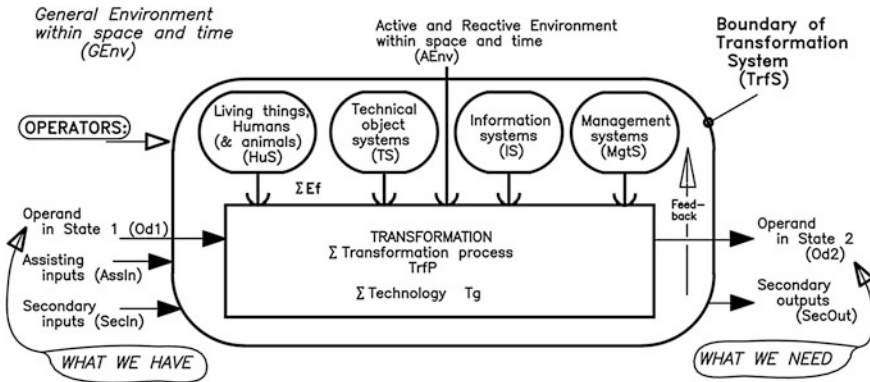 General Environment
within space and time
(GEnv)
Active and Reactive Environment
within space and time
(AEnv)
Boundary of
Transformation
System
(TrfS)
OPERATORS:
Living things,
Humans
(& animals)
(HuS)
Technical
object
systems
(TS)
Information
systems
(IS)
Management
systems
(MgtS)
ΣEf
Feed-
back
Operand
in State 1 (Od1)
Assisting
inputs (AssIn)
Secondary
inputs (SecIn)
TRANSFORMATION
Σ Transformation process
TrfP
Σ Technology Tg
Operand
in State 2
(Od2)
Secondary
outputs
(SecOut)
WHAT WE HAVE
WHAT WE NEED